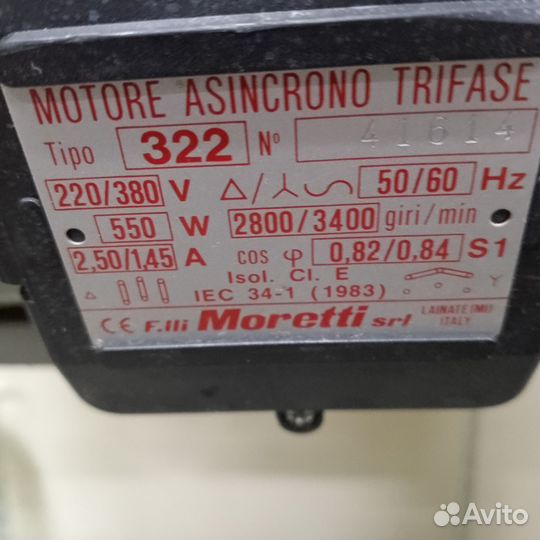 MOTORE ASINCRONO TRIFASE
Tipo 322 N° 41614
220/380 V Δ/⅄ ∿ 50/60 Hz
550 W 2800/3400 giri/min
2,50/1,45 A cos φ 0,82/0,84 S1
Isol. Cl. E
Δ IEC 34-1 (1983) Y
CE F.lli Moretti srl LAINATE (MI)
ITALY
Avito